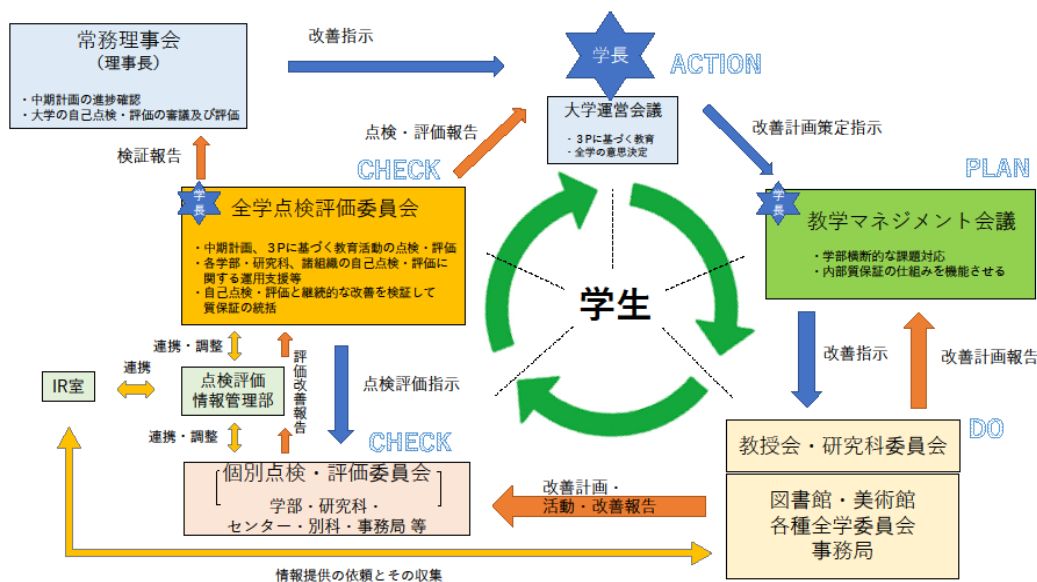 常務理事会
（理事長）
・中期計画の進捗確認
・大学の自己点検・評価の審議及び評価
改善指示
学長
ACTION
大学運営会議
・３Pに基づく教育
・全学の意思決定
点検・評価報告
改善計画策定指示
検証報告
CHECK
PLAN
学長
全学点検評価委員会
・中期計画、３Pに基づく教育活動の点検・評価
・各学部・研究科、諸組織の自己点検・評価に
関する運用支援等
・自己点検・評価と継続的な改善を検証して
質保証の統括
学長
教学マネジメント会議
・学部横断的な課題対応
・内部質保証の仕組みを機能させる
学生
連携・調整
評価改善報告
点検評価指示
改善指示
改善計画報告
IR室
連携
点検評価
情報管理部
連携・調整
CHECK
DO
個別点検・評価委員会
学部・研究科・
センター・別科・事務局 等
改善計画・
活動・改善報告
教授会・研究科委員会
図書館・美術館
各種全学委員会
事務局
情報提供の依頼とその収集